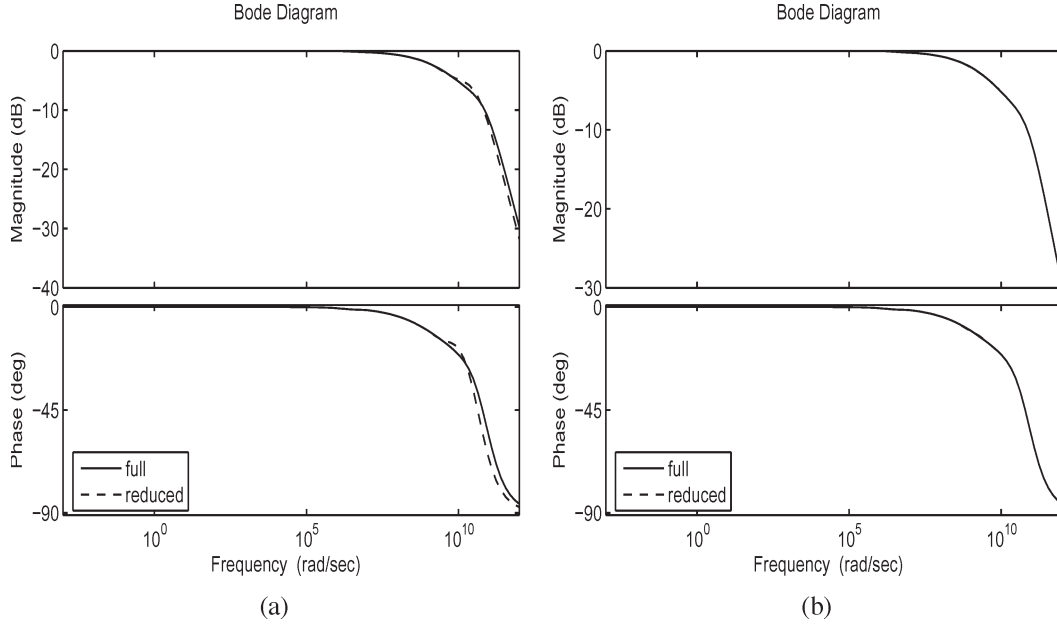 Bode Diagram
0
−10
−20
−30
−40
Magnitude (dB)
0
−45
−90
Phase (deg)
full
reduced
10^0
10^5
10^10
Frequency (rad/sec)
(a)
Bode Diagram
0
−10
−20
−30
Magnitude (dB)
0
−45
−90
Phase (deg)
full
reduced
10^0
10^5
10^10
Frequency (rad/sec)
(b)